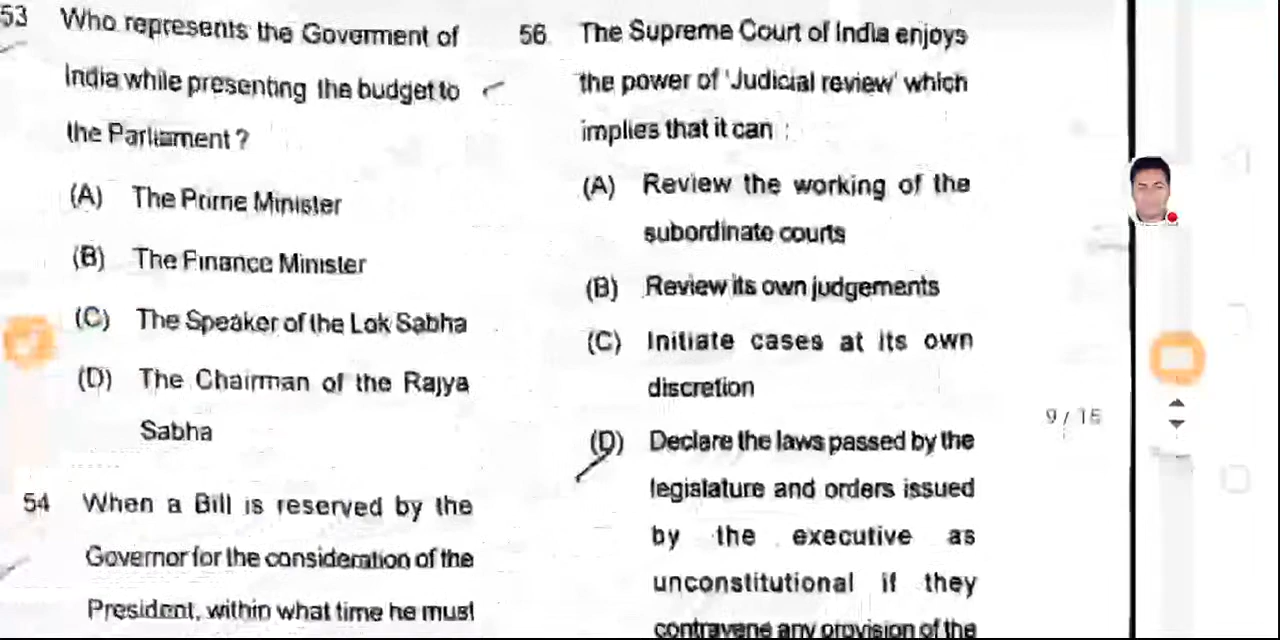 53 Who represents the Goverment of
India while presenting the budget to
the Parliament ?
(A) The Prime Minister
(B) The Finance Minister
(C) The Speaker of the Lok Sabha
(D) The Chairman of the Rajya
Sabha
54 When a Bill is reserved by the
Governor for the consideration of the
President, within what time he must
56. The Supreme Court of India enjoys
the power of 'Judicial review' which
implies that it can :
(A) Review the working of the
subordinate courts
(B) Review its own judgements
(C) Initiate cases at its own
discretion
(D) Declare the laws passed by the
legislature and orders issued
by the executive as
unconstitutional if they
contravene any provision of the
9 / 15